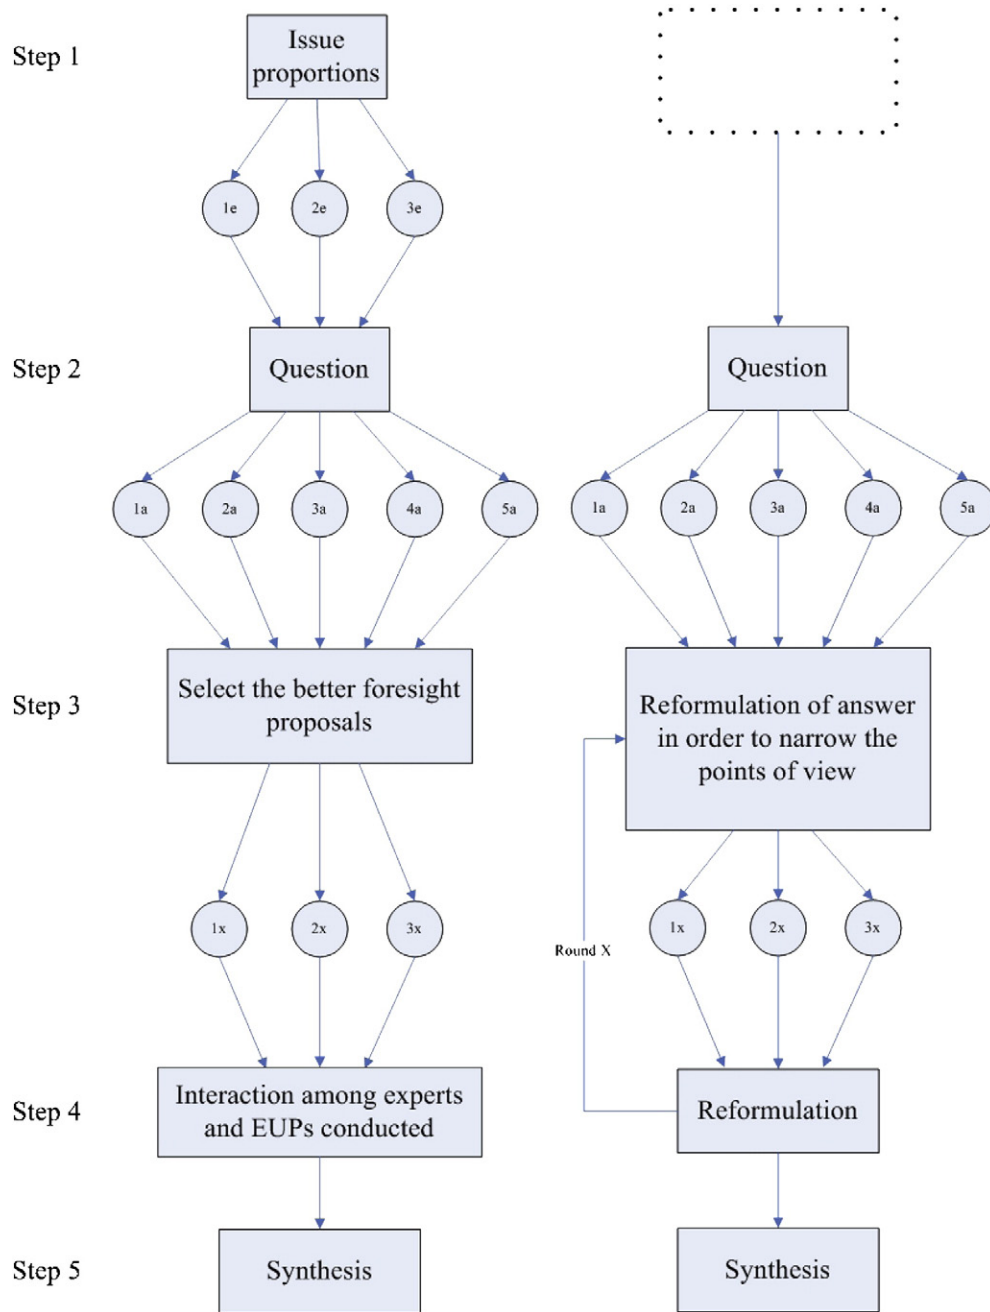 Step 1
Issue
proportions
1e
2e
3e
Step 2
Question
Question
1a
2a
3a
4a
5a
1a
2a
3a
4a
5a
Step 3
Select the better foresight
proposals
Reformulation of answer
in order to narrow the
points of view
1x
2x
3x
1x
2x
3x
Round X
Step 4
Interaction among experts
and EUPs conducted
Reformulation
Step 5
Synthesis
Synthesis